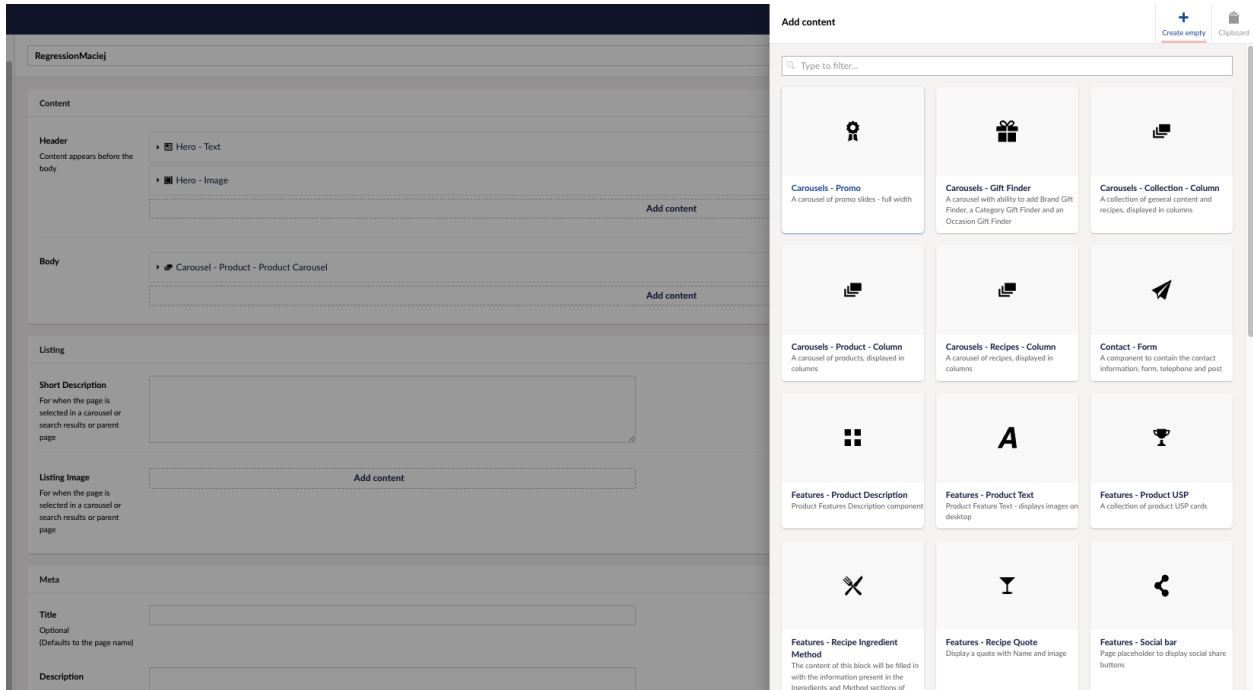 RegressionMaciej
Content
Header
Content appears before the
body
Hero - Text
Hero - Image
Add content
Body
Carousel - Product - Product Carousel
Add content
Listing
Short Description
For when the page is
selected in a carousel or
search results or parent
page
Listing Image
For when the page is
selected in a carousel or
search results or parent
page
Add content
Meta
Title
Optional
(Defaults to the page name)
Description
Add content
Create empty
Clipboard
Type to filter...
Carousels - Promo
A carousel of promo slides - full width
Carousels - Gift Finder
A carousel with ability to add Brand Gift
Finder, a Category Gift Finder and an
Occasion Gift Finder
Carousels - Collection - Column
A collection of general content and
recipes, displayed in columns
Carousels - Product - Column
A carousel of products, displayed in
columns
Carousels - Recipes - Column
A carousel of recipes, displayed in
columns
Contact - Form
A component to contain the contact
information; form, telephone and post
Features - Product Description
Product Features Description component
Features - Product Text
Product Feature Text - displays images on
desktop
Features - Product USP
A collection of product USP cards
Features - Recipe Ingredient
Method
The content of this block will be filled in
with the information present in the
Ingredients and Method sections of
Features - Recipe Quote
Display a quote with Name and image
Features - Social bar
Page placeholder to display social share
buttons